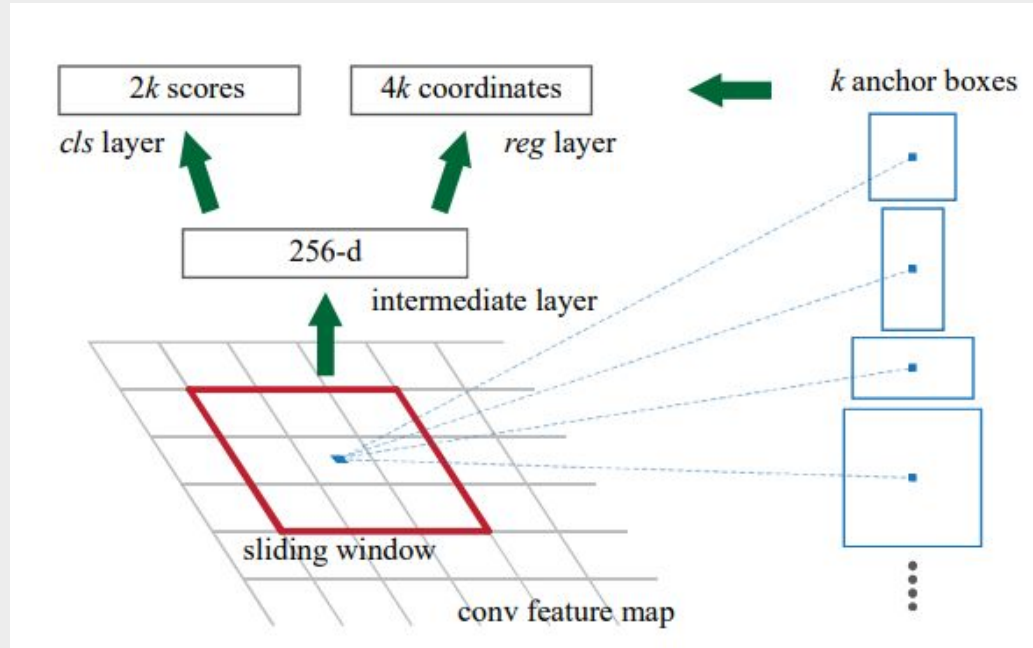 2k scores
4k coordinates
k anchor boxes
cls layer
reg layer
256-d
intermediate layer
sliding window
conv feature map